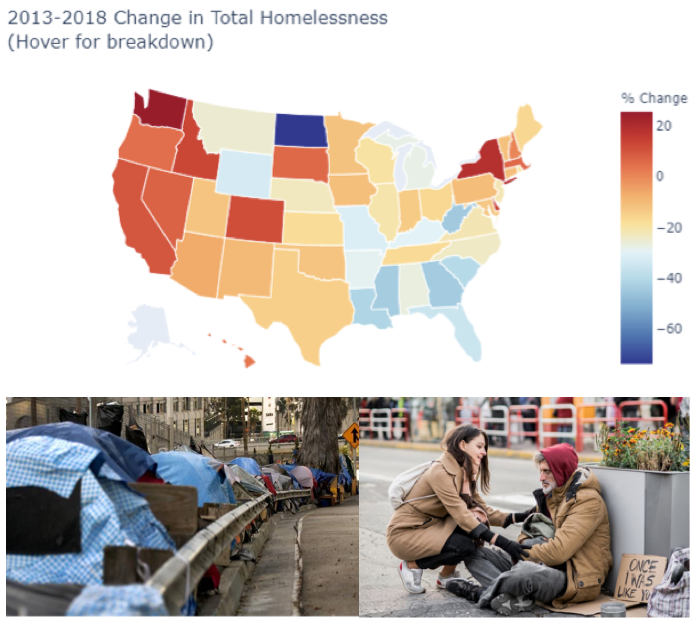 2013-2018 Change in Total Homelessness
(Hover for breakdown)
% Change
20
0
−20
−40
−60
ONCE
I WAS
LIKE YOU